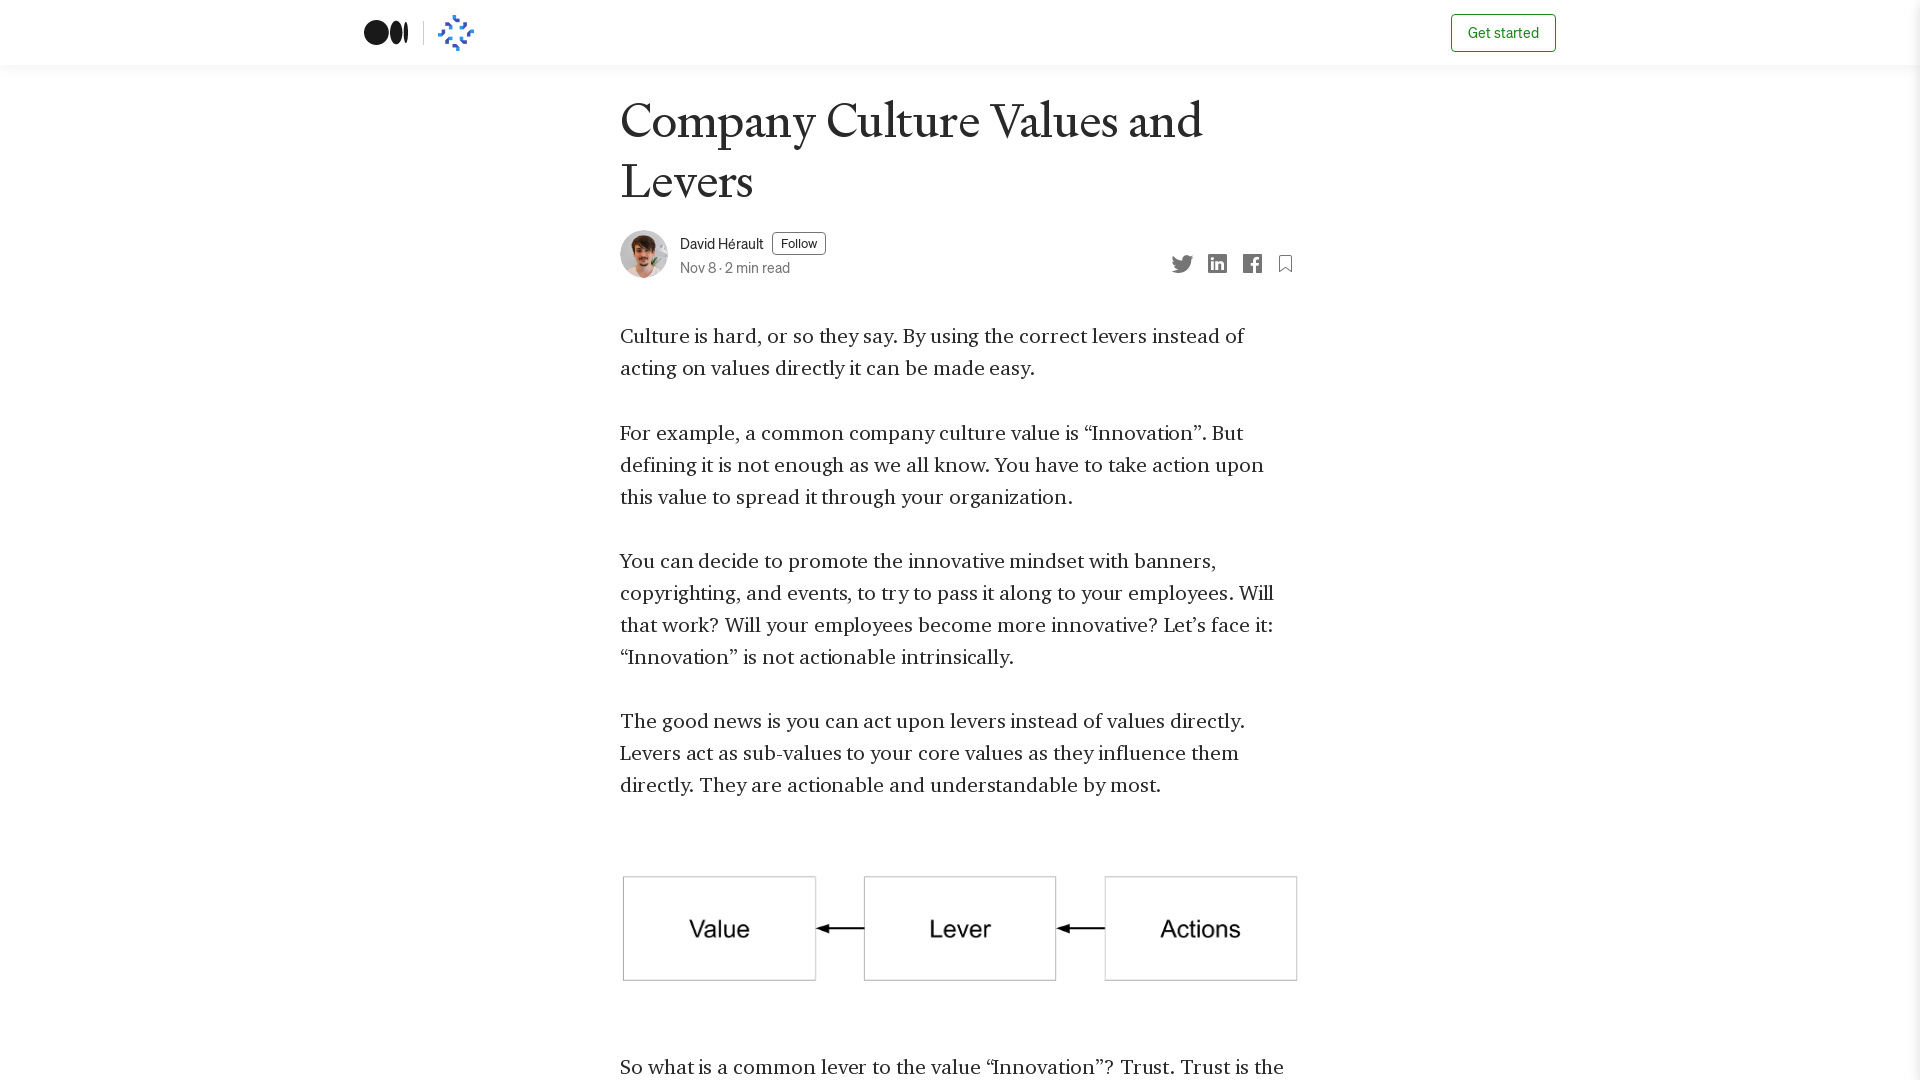 Get started
Company Culture Values and
Levers
David Hérault
Follow
Nov 8 · 2 min read
Culture is hard, or so they say. By using the correct levers instead of
acting on values directly it can be made easy.
For example, a common company culture value is “Innovation”. But
defining it is not enough as we all know. You have to take action upon
this value to spread it through your organization.
You can decide to promote the innovative mindset with banners,
copyrighting, and events, to try to pass it along to your employees. Will
that work? Will your employees become more innovative? Let’s face it:
“Innovation” is not actionable intrinsically.
The good news is you can act upon levers instead of values directly.
Levers act as sub-values to your core values as they influence them
directly. They are actionable and understandable by most.
Value
Lever
Actions
So what is a common lever to the value “Innovation”? Trust. Trust is the